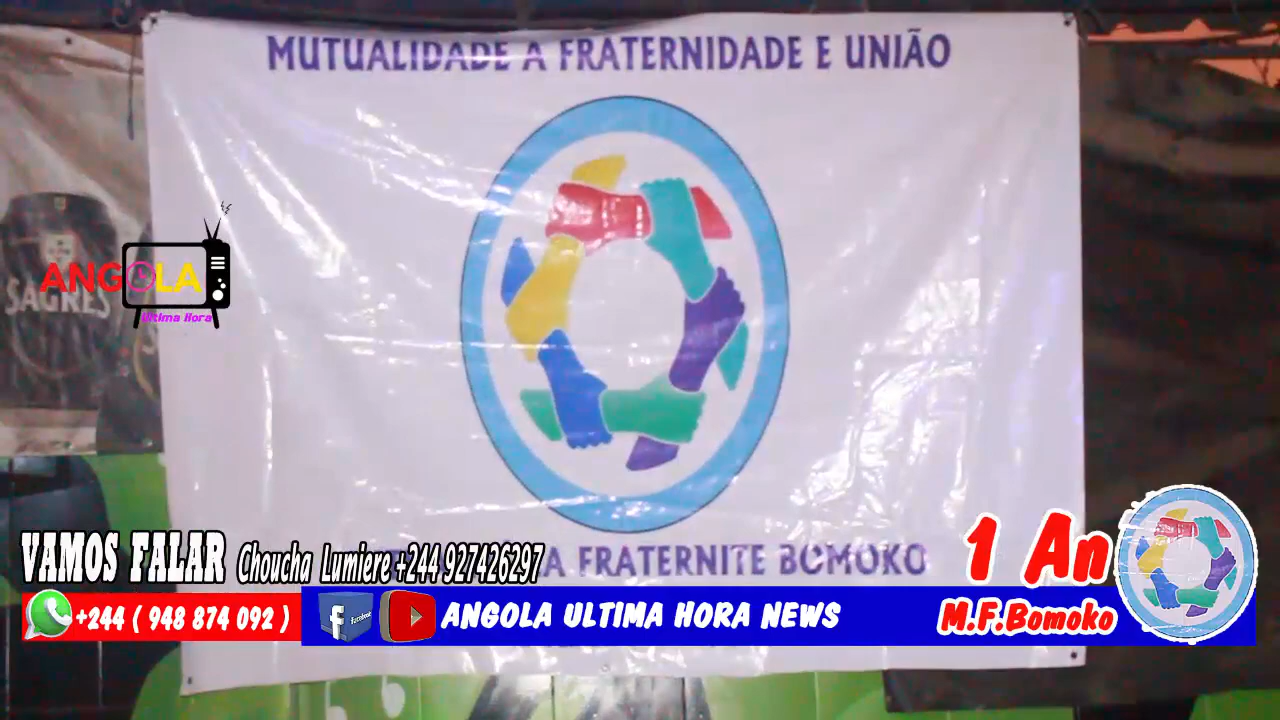 MUTUALIDADE A FRATERNIDADE E UNIÃO
SAGRES
ANGOLA
Ultima Hora
A FRATERNITE BOMOKO
VAMOS FALAR Choucha Lumiere +244 927426297
1 An
+244 ( 948 874 092 )
Facebook
ANGOLA ULTIMA HORA NEWS
M.F.Bomoko